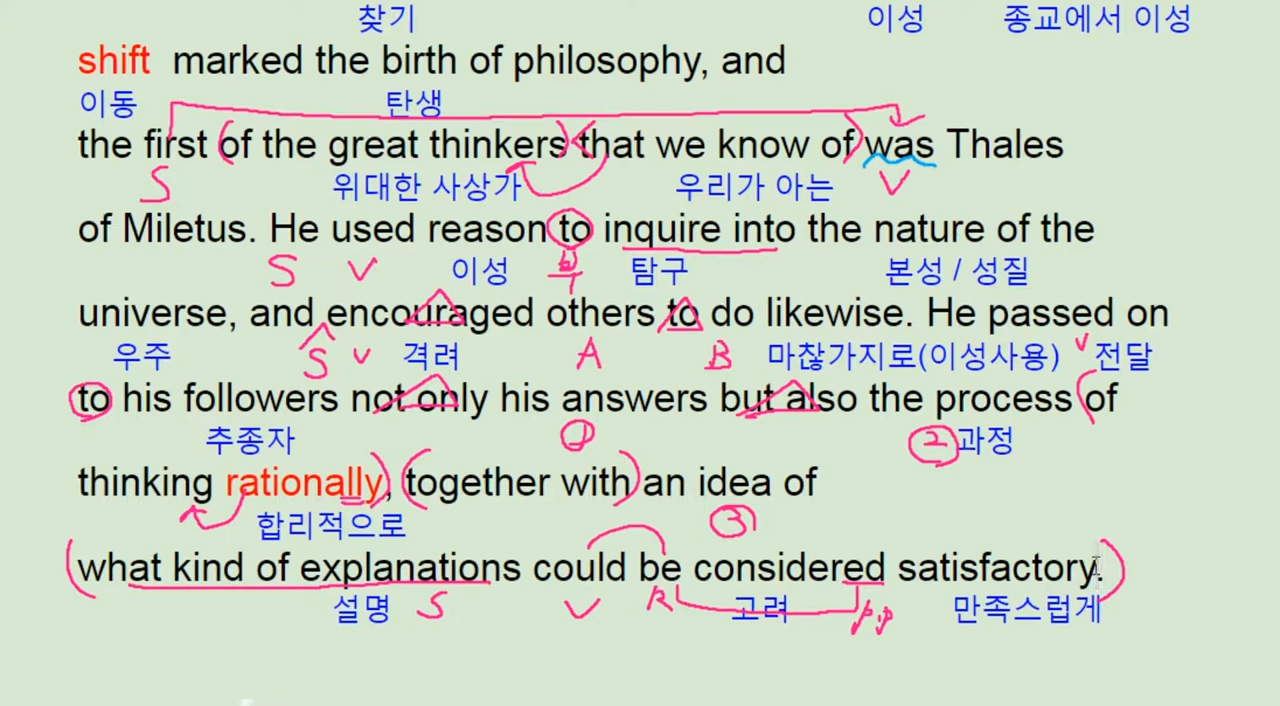 찾기 이성 종교에서 이성
shift marked the birth of philosophy, and
이동 탄생
the first of the great thinkers that we know of was Thales
S 위대한 사상가 우리가 아는 V
of Miletus. He used reason to inquire into the nature of the
S V 이성 탐구 본성 / 성질
universe, and encouraged others to do likewise. He passed on
우주 S V 격려 A B 마찮가지로(이성사용) V 전달
to his followers not only his answers but also the process of
추종자 ① ② 과정
thinking rationally, together with an idea of
합리적으로 ③
what kind of explanations could be considered satisfactory.
설명 S V R 고려 p.p 만족스럽게